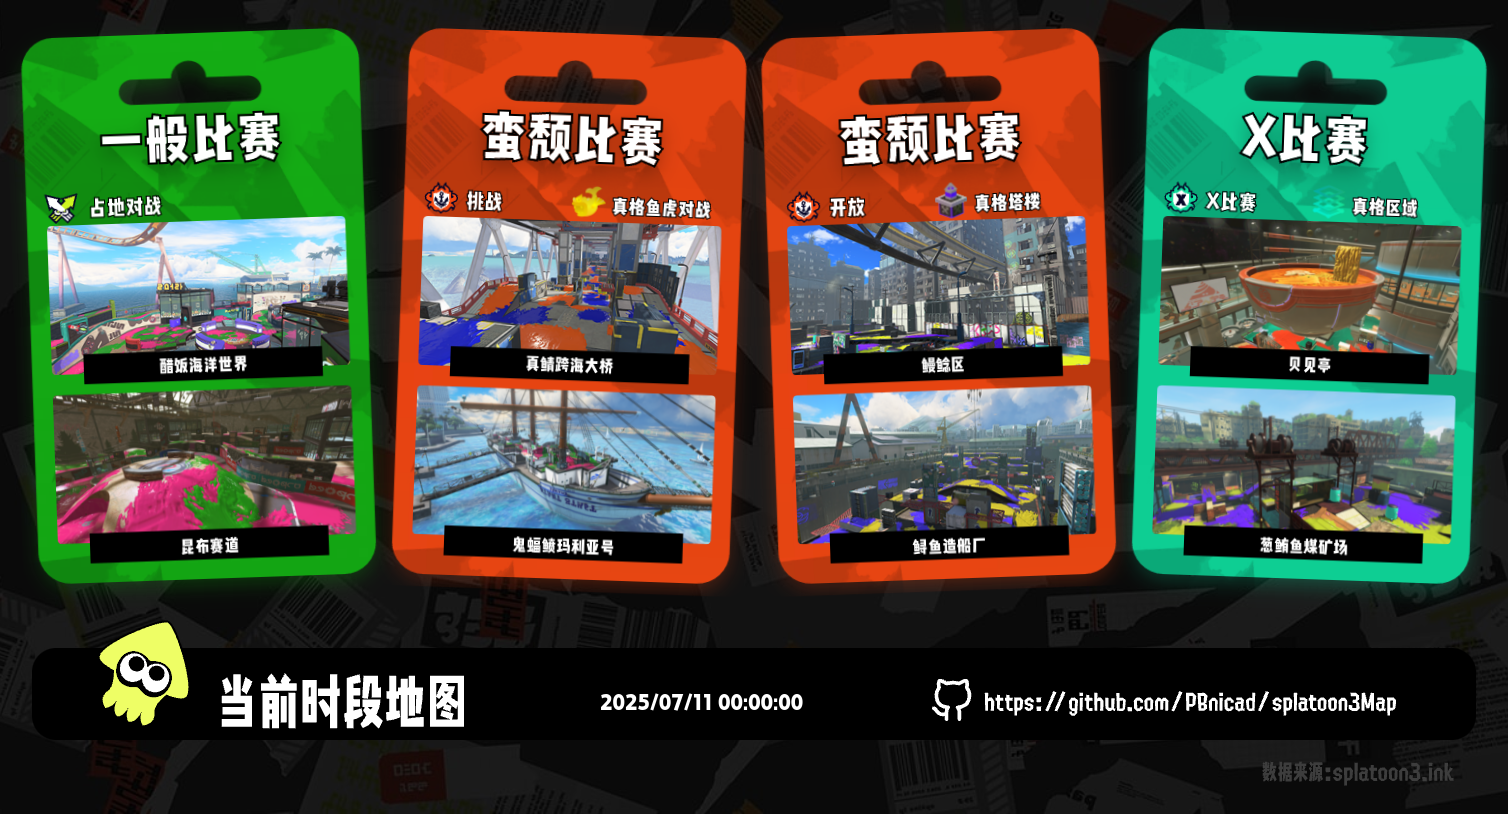 一般比赛
占地对战
醋饭海洋世界
昆布赛道
蛮颓比赛
挑战
真格鱼虎对战
真鲭跨海大桥
鬼蝠鲼玛利亚号
蛮颓比赛
开放
真格塔楼
鳗鲶区
鲟鱼造船厂
X比赛
X比赛
真格区域
贝见亭
葱鲔鱼煤矿场
当前时段地图
2025/07/11 00:00:00
https://github.com/PBnicad/splatoon3Map
数据来源:splatoon3.ink